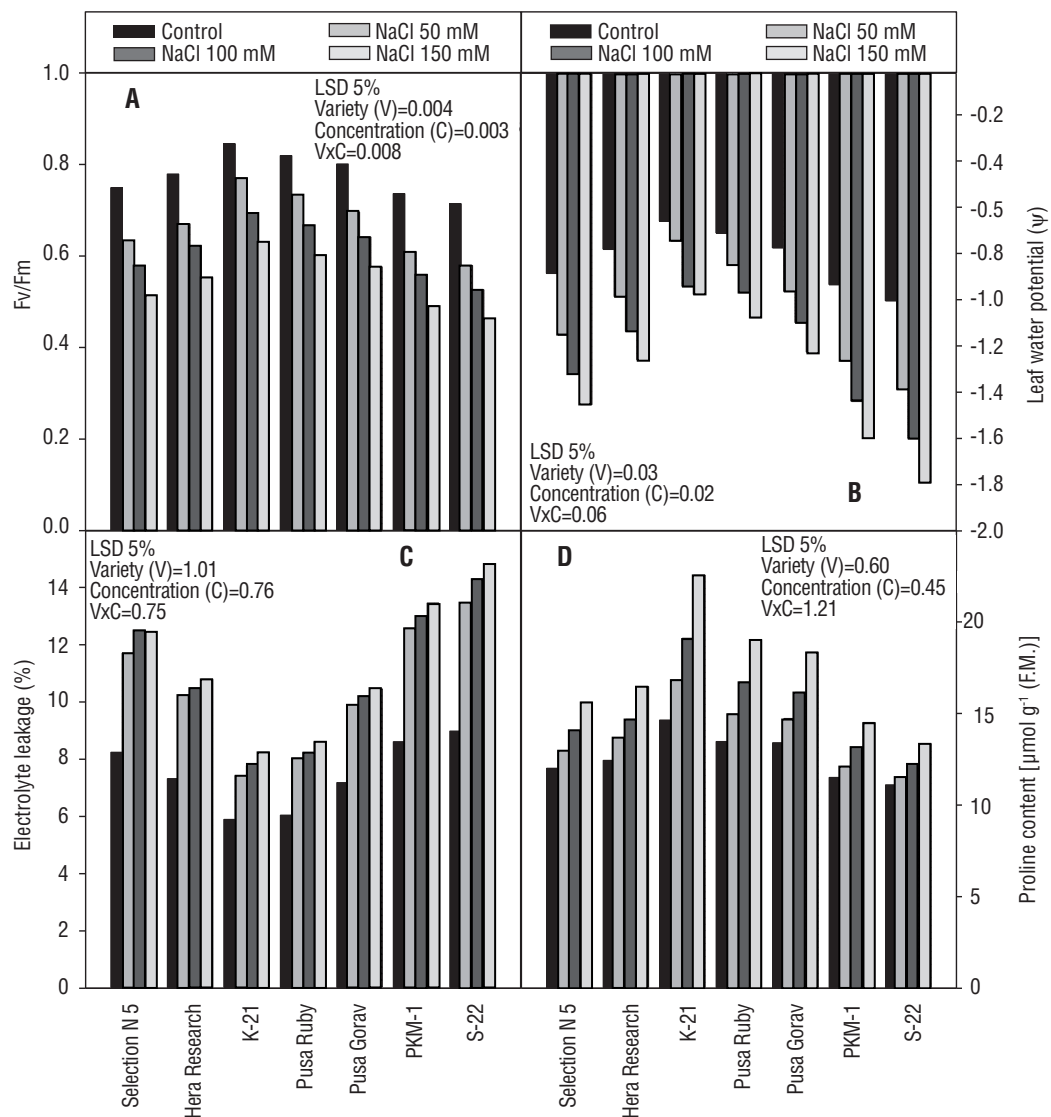 Control
NaCl 50 mM
NaCl 100 mM
NaCl 150 mM
Control
NaCl 50 mM
NaCl 100 mM
NaCl 150 mM
A
LSD 5%
Variety (V)=0.004
Concentration (C)=0.003
VxC=0.008
1.0
0.8
0.6
0.4
0.2
0.0
Fv/Fm
LSD 5%
Variety (V)=0.03
Concentration (C)=0.02
VxC=0.06
B
-0.2
-0.4
-0.5
-0.8
-1.0
-1.2
-1.4
-1.6
-1.8
-2.0
Leaf water potential (ψ)
LSD 5%
Variety (V)=1.01
Concentration (C)=0.76
VxC=0.75
C
14
12
10
8
6
4
2
0
Electrolyte leakage (%)
D
LSD 5%
Variety (V)=0.60
Concentration (C)=0.45
VxC=1.21
20
15
10
5
0
Proline content [µmol g⁻¹ (F.M.)]
Selection N 5
Hera Research
K-21
Pusa Ruby
Pusa Gorav
PKM-1
S-22
Selection N 5
Hera Research
K-21
Pusa Ruby
Pusa Gorav
PKM-1
S-22